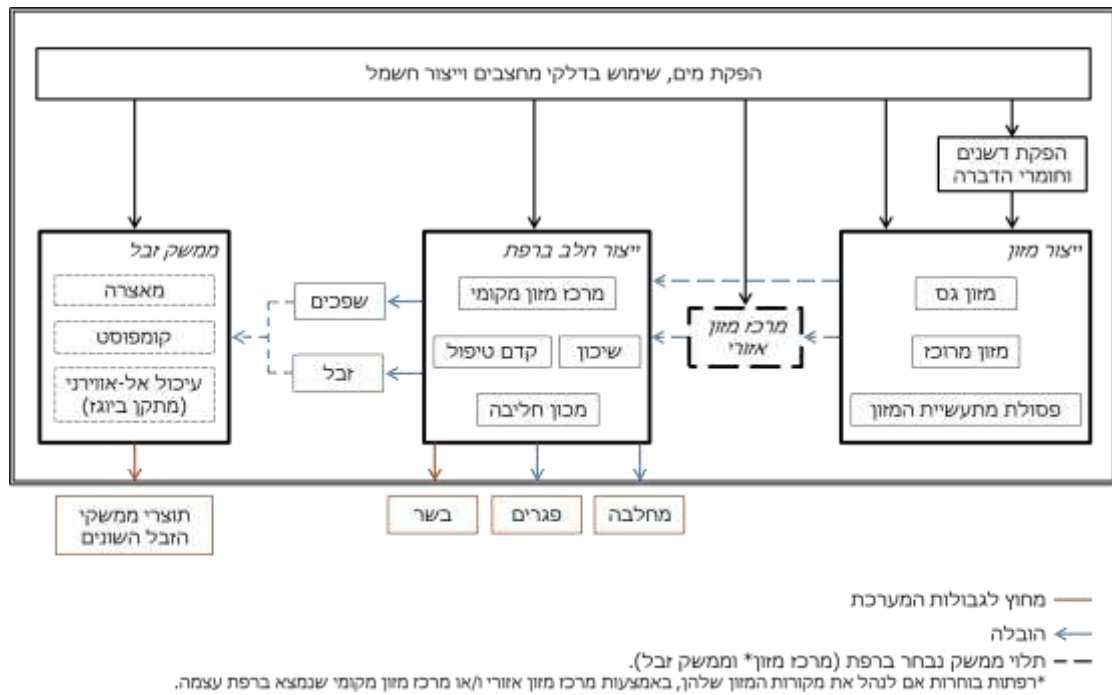 הפקת מים, שימוש בדלקי מחצבים וייצור חשמל
הפקת דשנים
וחומרי הדברה
ייצור מזון
מזון גס
מזון מרוכז
פסולת מתעשיית המזון
מרכז מזון
אזורי
ייצור חלב ברפת
מרכז מזון מקומי
שיכון
קדם טיפול
מכון חליבה
שפכים
זבל
ממשק זבל
מאצרה
קומפוסט
עיכול אל-אווירני
(מתקן ביוגז)
מחלבה
פגרים
בשר
תוצרי ממשקי
הזבל השונים
מחוץ לגבולות המערכת
הובלה
תלוי ממשק נבחר ברפת (מרכז מזון* וממשק זבל).
*רפתות בוחרות אם לנהל את מקורות המזון שלהן, באמצעות מרכז מזון אזורי ו/או מרכז מזון מקומי שנמצא ברפת עצמה.